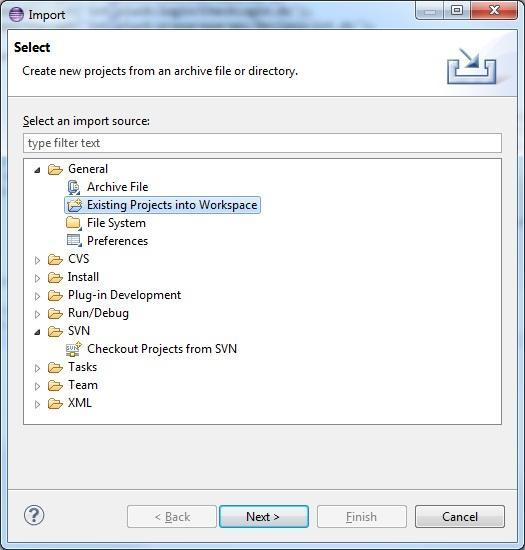 Import
Select
Create new projects from an archive file or directory.
Select an import source:
type filter text
General
Archive File
Existing Projects into Workspace
File System
Preferences
CVS
Install
Plug-in Development
Run/Debug
SVN
Checkout Projects from SVN
Tasks
Team
XML
< Back
Next >
Finish
Cancel